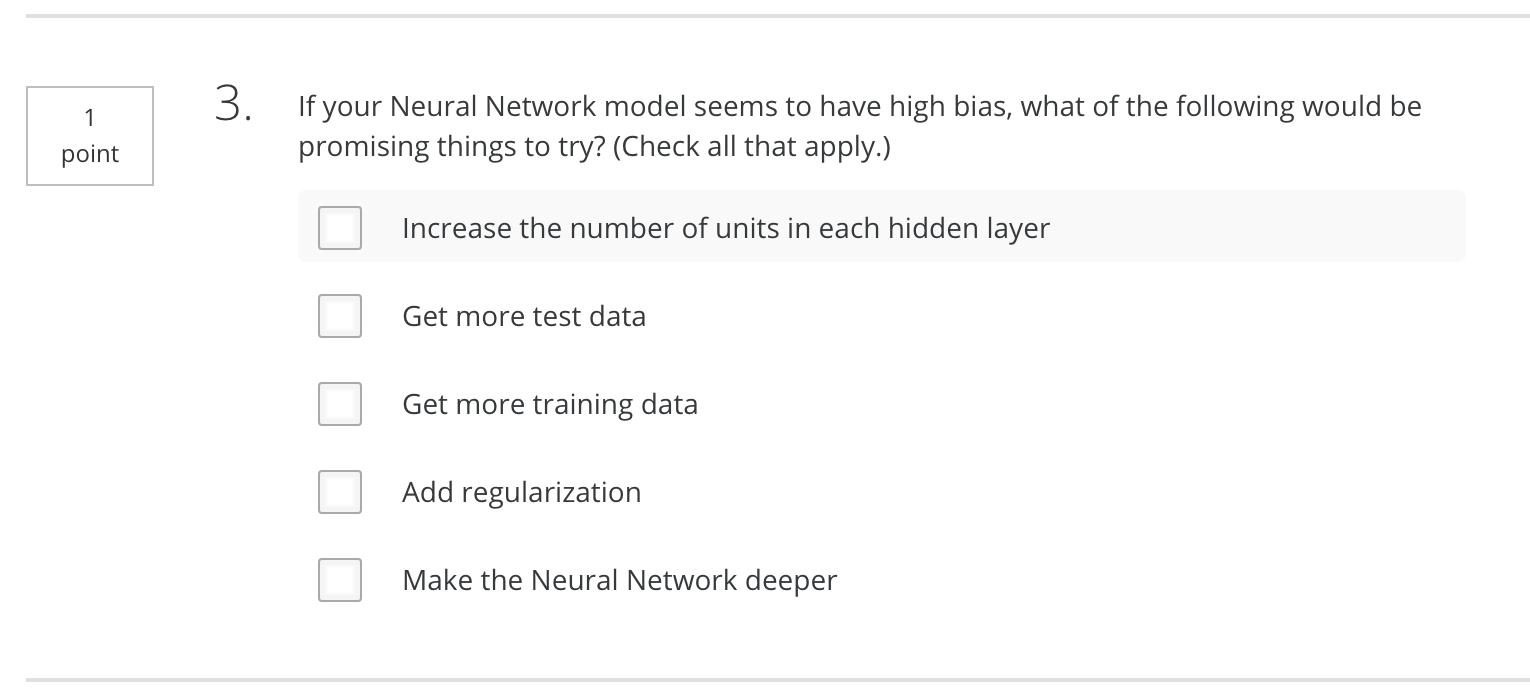 1
point
3.
If your Neural Network model seems to have high bias, what of the following would be
promising things to try? (Check all that apply.)
Increase the number of units in each hidden layer
Get more test data
Get more training data
Add regularization
Make the Neural Network deeper